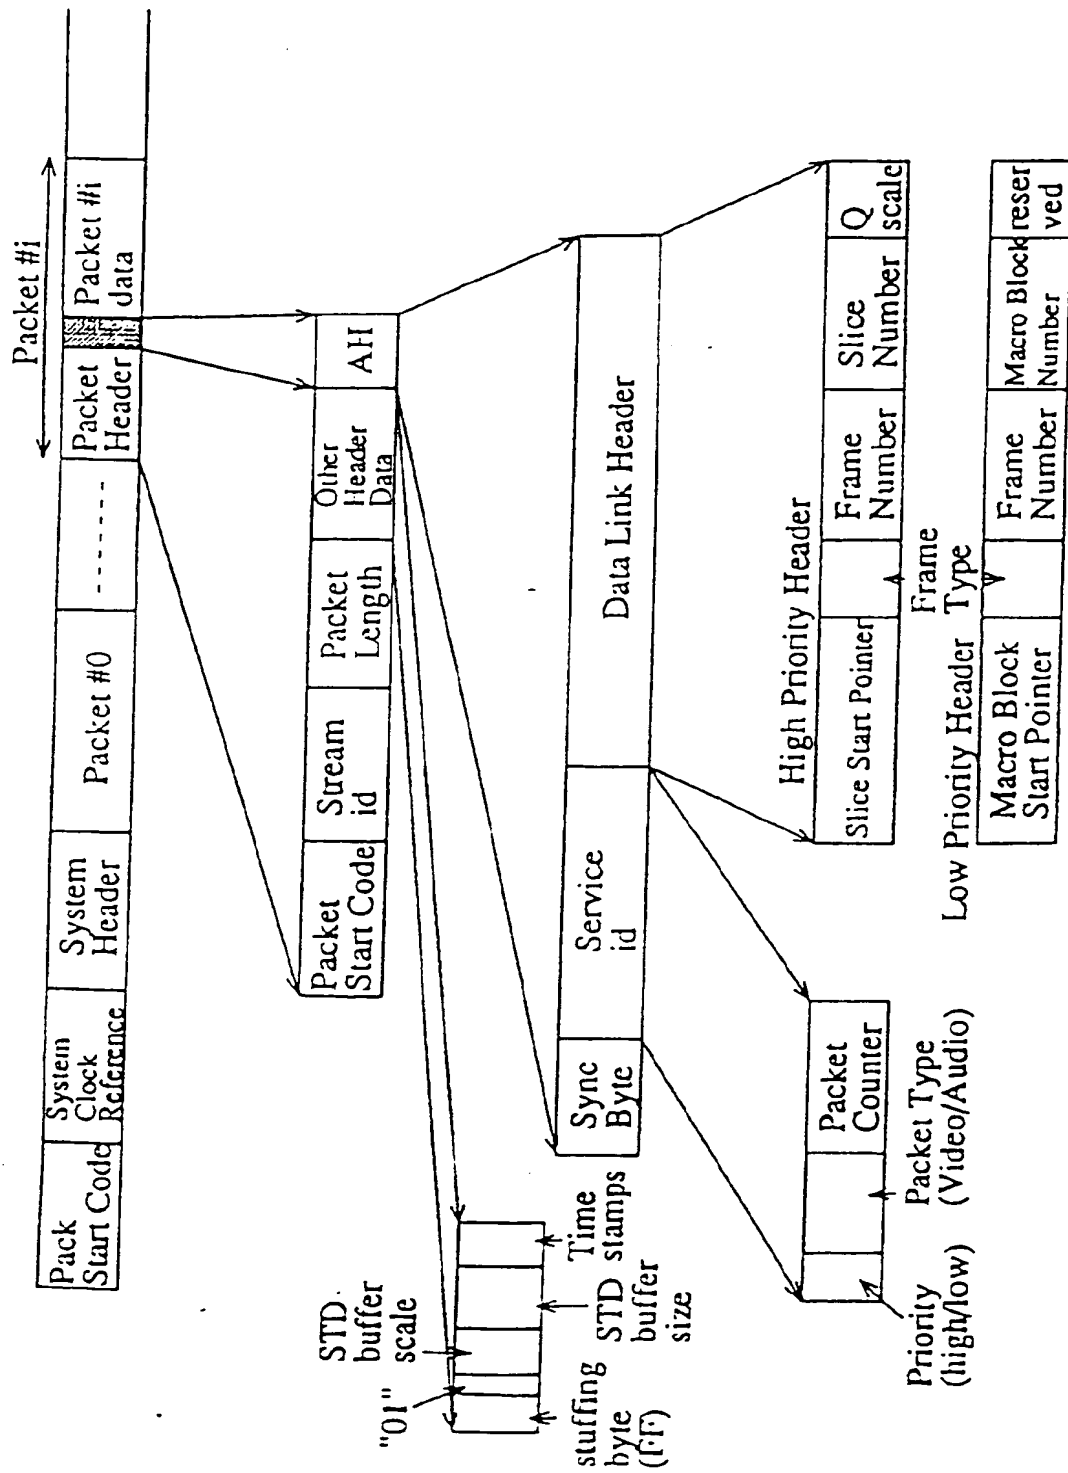 Packet #i
Pack
Start Code
System
Clock
Reference
System
Header
Packet #0
-------
Packet
Header
Packet #i
data
Packet
Start Code
Stream
id
Packet
Length
Other
Header
Data
AH
STD
buffer
scale
"01"
stuffing
byte
(FF)
STD
buffer
size
Time
stamps
Sync
Byte
Service
id
Data Link Header
High Priority Header
Slice Start Pointer
Frame
Number
Slice
Number
Q
scale
Packet
Counter
Priority
(high/low)
Packet Type
(Video/Audio)
Frame
Type
Low Priority Header
Macro Block
Start Pointer
Frame
Number
Macro Block
Number
reser
ved